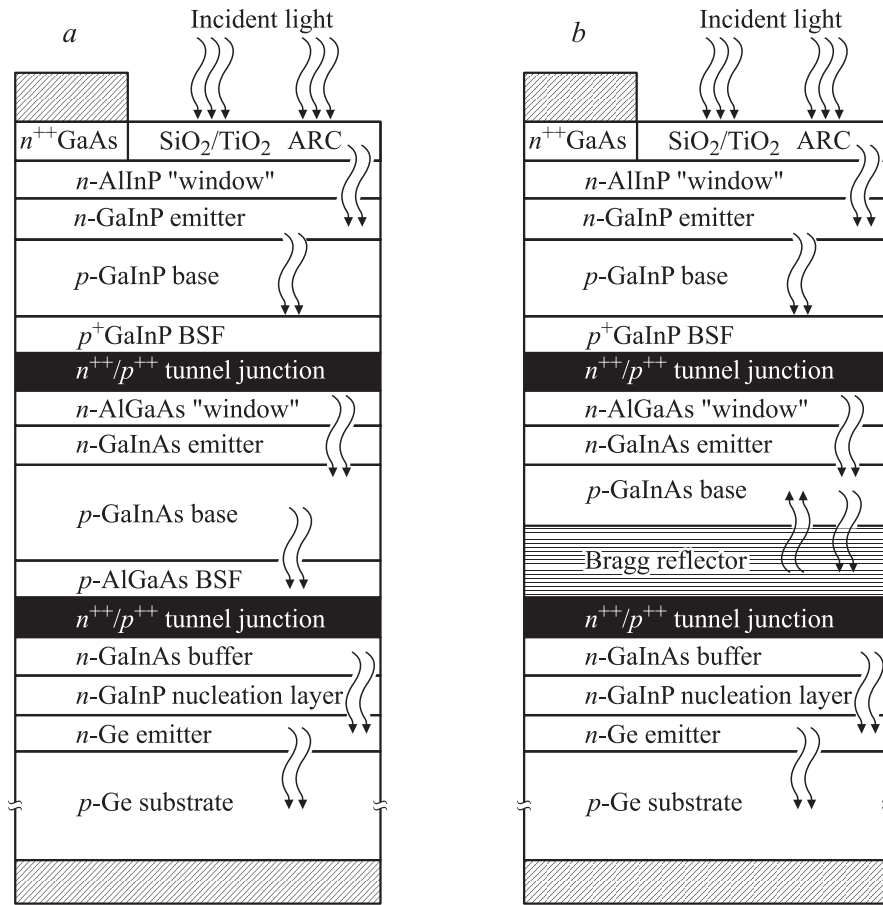 a
Incident light
n++GaAs
SiO2/TiO2 ARC
n-AlInP "window"
n-GaInP emitter
p-GaInP base
p+GaInP BSF
n++/p++ tunnel junction
n-AlGaAs "window"
n-GaInAs emitter
p-GaInAs base
p-AlGaAs BSF
n++/p++ tunnel junction
n-GaInAs buffer
n-GaInP nucleation layer
n-Ge emitter
p-Ge substrate
b
Incident light
n++GaAs
SiO2/TiO2 ARC
n-AlInP "window"
n-GaInP emitter
p-GaInP base
p+GaInP BSF
n++/p++ tunnel junction
n-AlGaAs "window"
n-GaInAs emitter
p-GaInAs base
Bragg reflector
n++/p++ tunnel junction
n-GaInAs buffer
n-GaInP nucleation layer
n-Ge emitter
p-Ge substrate